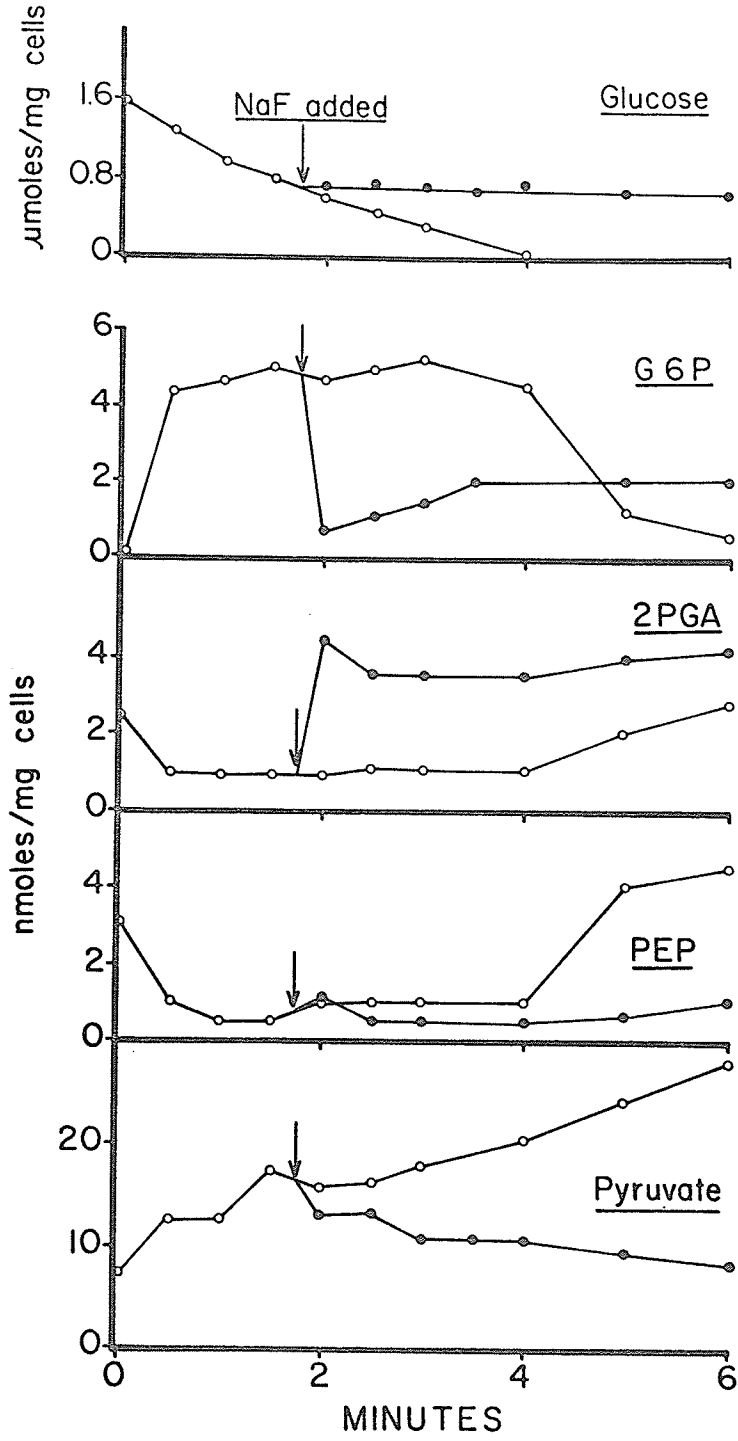 μmoles/mg cells
1.6
0.8
0
NaF added
Glucose
6
4
2
0
G6P
nmoles/mg cells
4
2
0
2PGA
4
2
0
PEP
20
10
0
Pyruvate
0 2 4 6
MINUTES